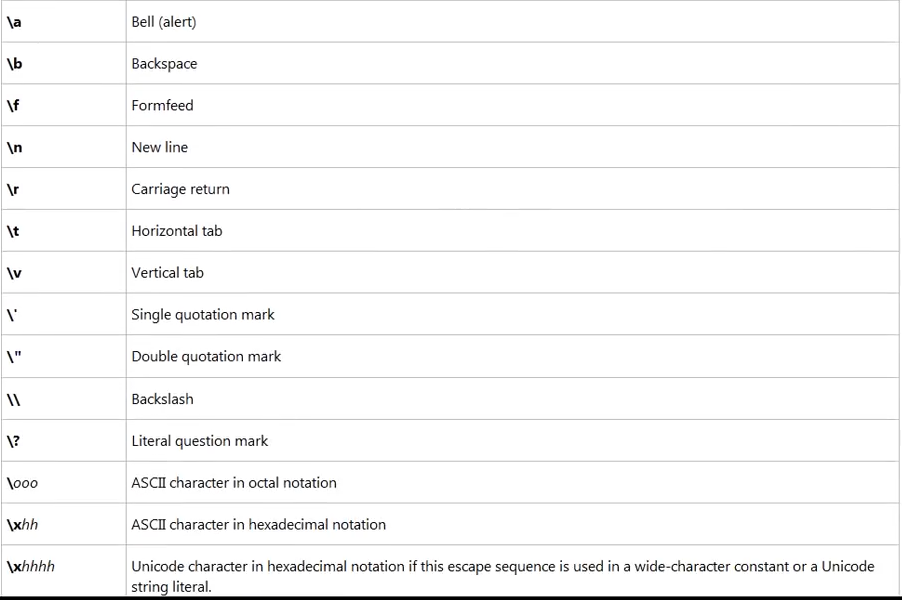 \a Bell (alert)
\b Backspace
\f Formfeed
\n New line
\r Carriage return
\t Horizontal tab
\v Vertical tab
\' Single quotation mark
\" Double quotation mark
\\ Backslash
\? Literal question mark
\ooo ASCII character in octal notation
\xhh ASCII character in hexadecimal notation
\xhhhh Unicode character in hexadecimal notation if this escape sequence is used in a wide-character constant or a Unicode
string literal.